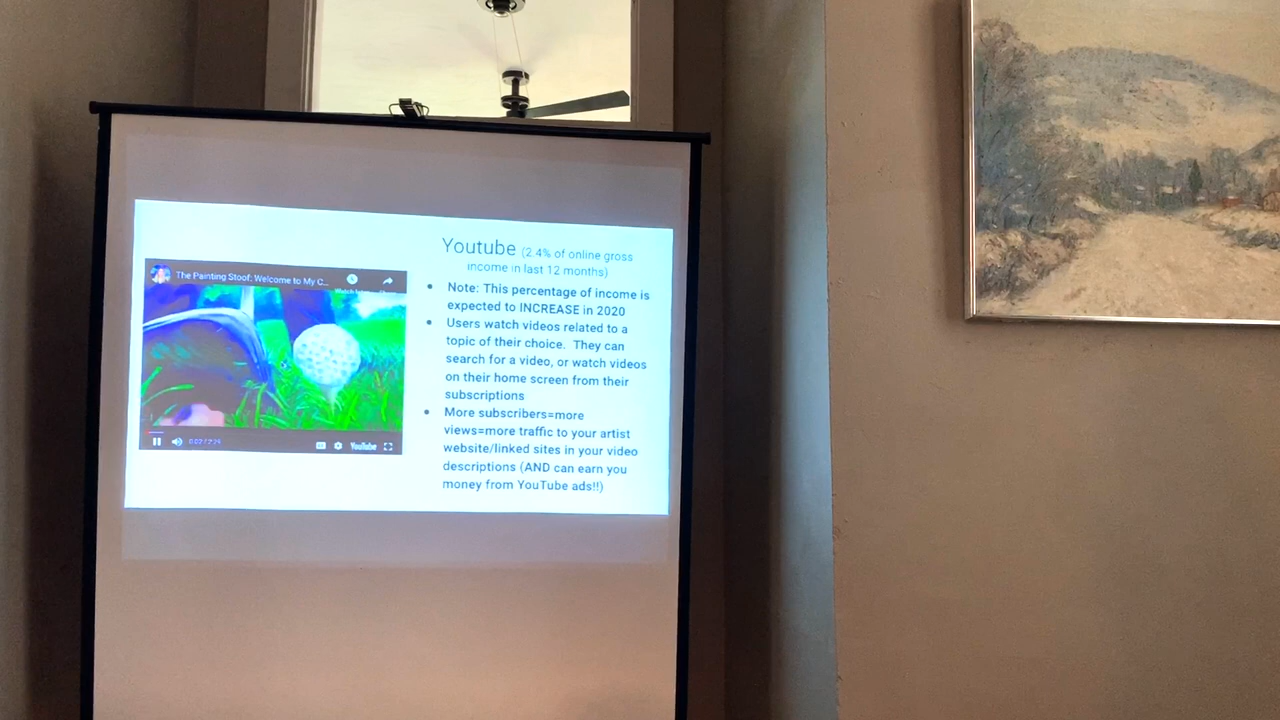 The Painting Stoof: Welcome to My C...
Youtube (2.4% of online gross
income in last 12 months)
Note: This percentage of income is
expected to INCREASE in 2020
Users watch videos related to a
topic of their choice. They can
search for a video, or watch videos
on their home screen from their
subscriptions
More subscribers=more
views=more traffic to your artist
website/linked sites in your video
descriptions (AND can earn you
money from YouTube ads!!)
YouTube